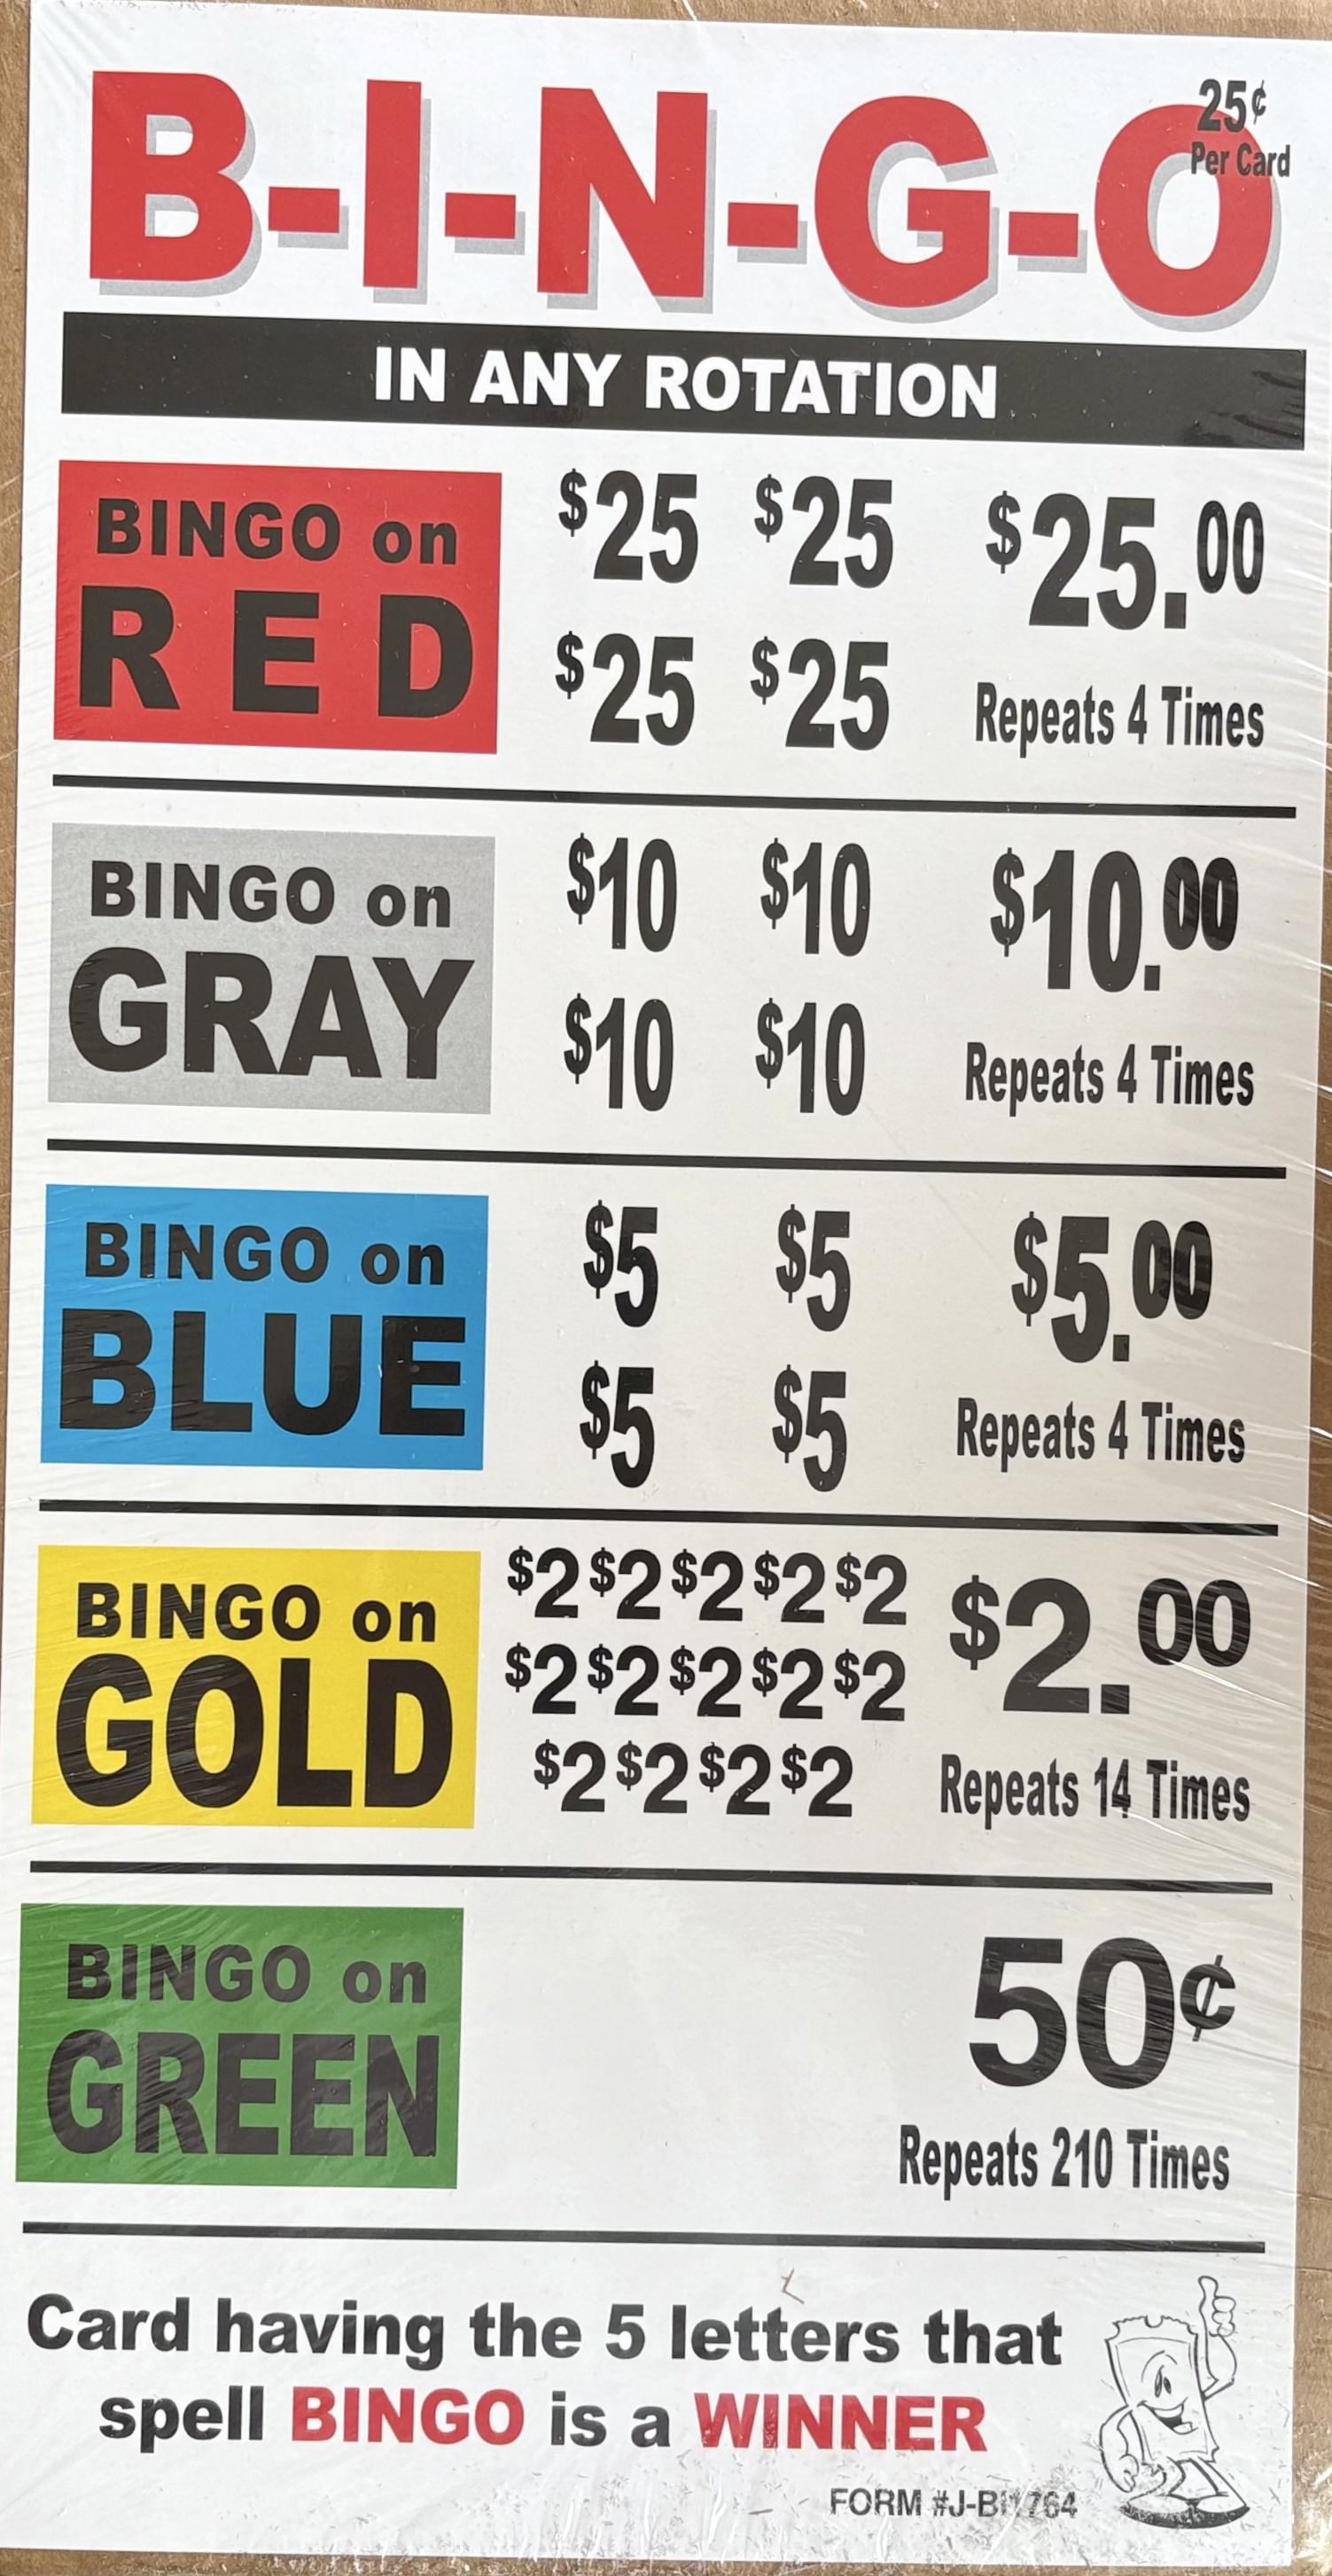 25¢
Per Card
B-I-N-G-O
IN ANY ROTATION
BINGO on
RED
$25 $25
$25 $25
$25.00
Repeats 4 Times
BINGO on
GRAY
$10 $10
$10 $10
$10.00
Repeats 4 Times
BINGO on
BLUE
$5 $5
$5 $5
$5.00
Repeats 4 Times
BINGO on
GOLD
$2 $2 $2 $2 $2
$2 $2 $2 $2 $2
$2 $2 $2 $2
$2.00
Repeats 14 Times
BINGO on
GREEN
50¢
Repeats 210 Times
Card having the 5 letters that
spell BINGO is a WINNER
FORM #J-BI1764